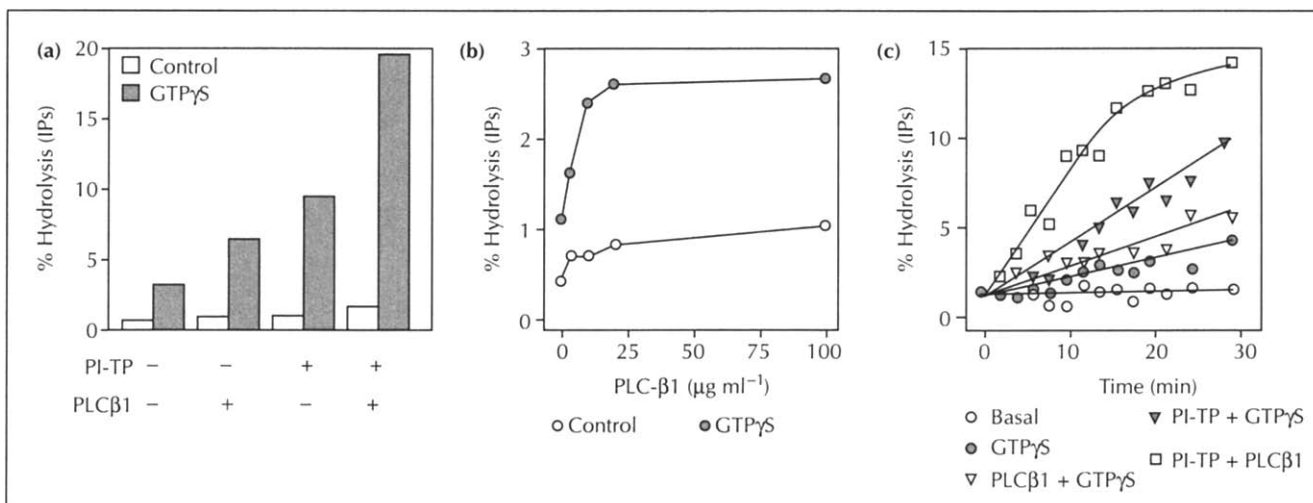 (a)
% Hydrolysis (IPs)
20
15
10
5
0
Control
GTPγS
PI-TP − − + +
PLCβ1 − + − +
(b)
% Hydrolysis (IPs)
3
2
1
0
0 25 50 75 100
PLC-β1 (µg ml⁻¹)
Control GTPγS
(c)
% Hydrolysis (IPs)
15
10
5
0
0 10 20 30
Time (min)
Basal
GTPγS
PLCβ1 + GTPγS
PI-TP + GTPγS
PI-TP + PLCβ1